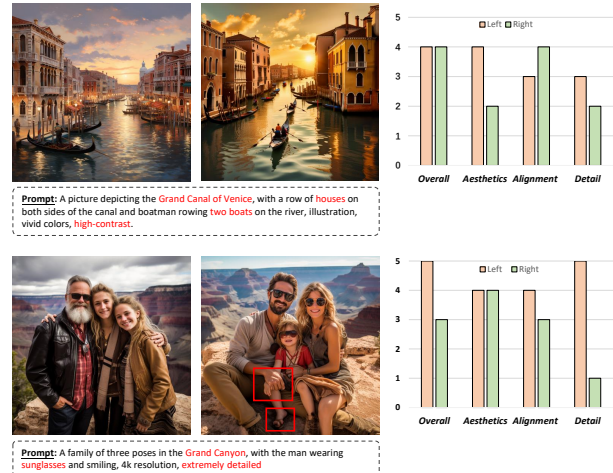 5
4
3
2
1
0
Left Right
Overall Aesthetics Alignment Detail
Prompt: A picture depicting the Grand Canal of Venice, with a row of houses on
both sides of the canal and boatman rowing two boats on the river, illustration,
vivid colors, high-contrast.
5
4
3
2
1
0
Left Right
Overall Aesthetics Alignment Detail
Prompt: A family of three poses in the Grand Canyon, with the man wearing
sunglasses and smiling, 4k resolution, extremely detailed